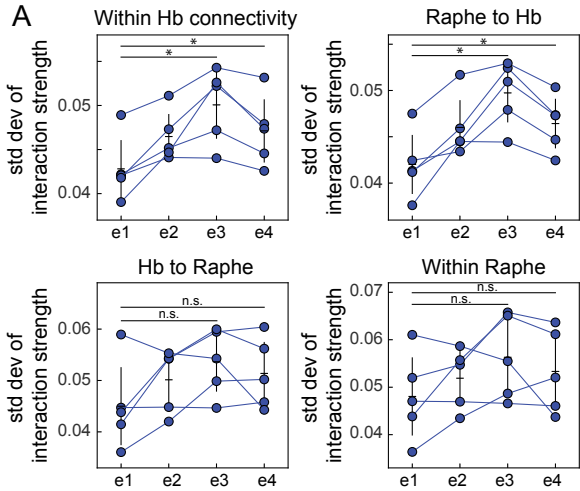 A
Within Hb connectivity
std dev of
interaction strength
0.05
0.04
*
*
e1 e2 e3 e4
Raphe to Hb
std dev of
interaction strength
0.05
0.04
*
*
e1 e2 e3 e4
Hb to Raphe
std dev of
interaction strength
0.06
0.05
0.04
n.s.
n.s.
e1 e2 e3 e4
Within Raphe
std dev of
interaction strength
0.07
0.06
0.05
0.04
n.s.
n.s.
e1 e2 e3 e4